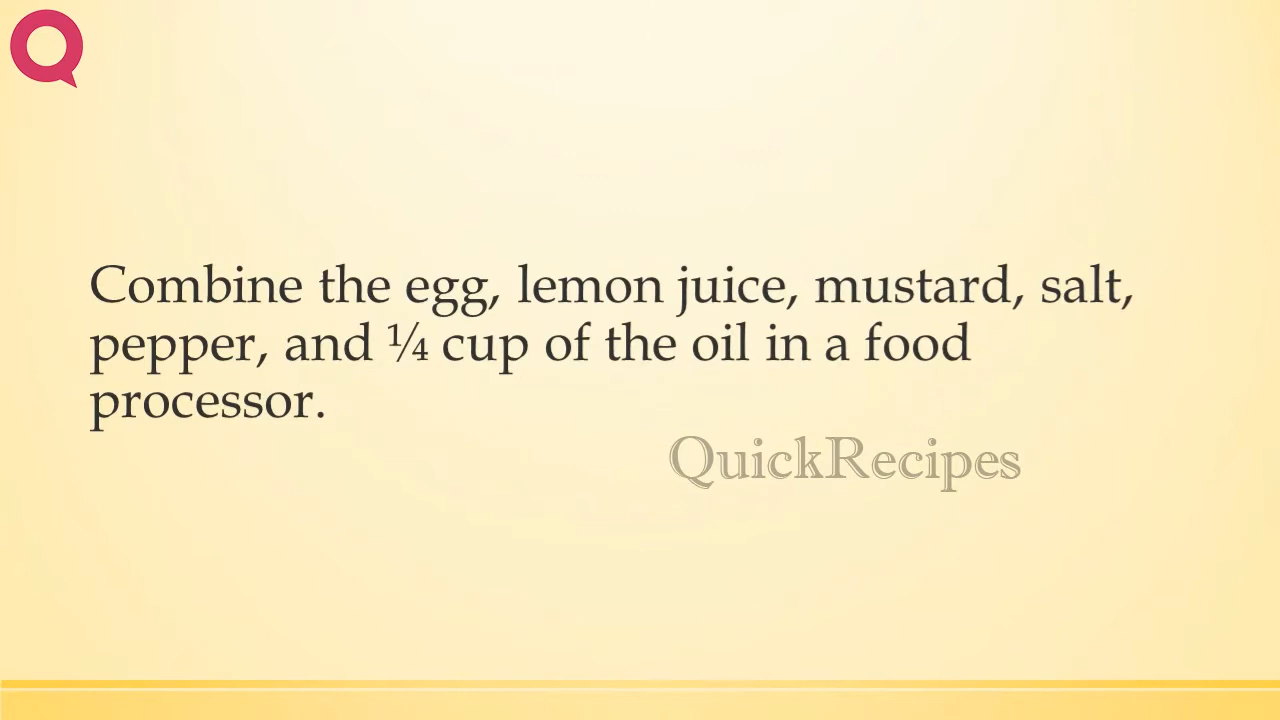 Combine the egg, lemon juice, mustard, salt,
pepper, and ¼ cup of the oil in a food
processor.
QuickRecipes